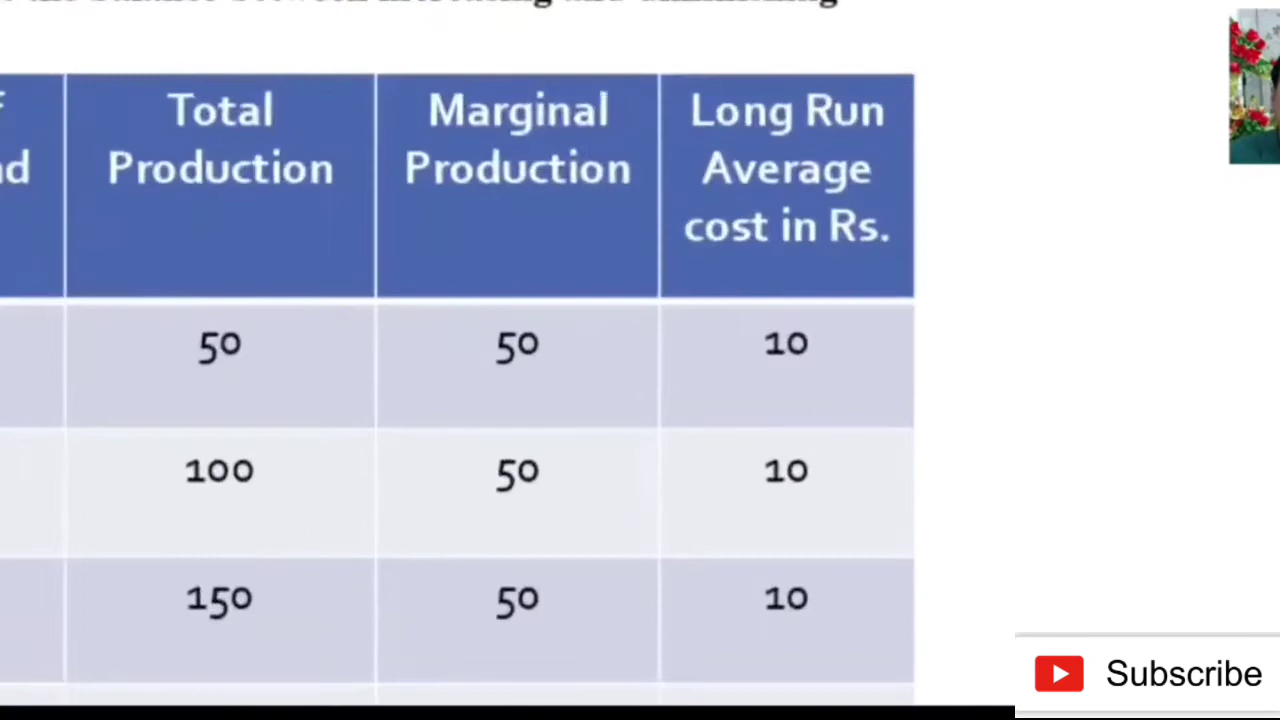 Total Production
Marginal Production
Long Run Average cost in Rs.
50 50 10
100 50 10
150 50 10
Subscribe